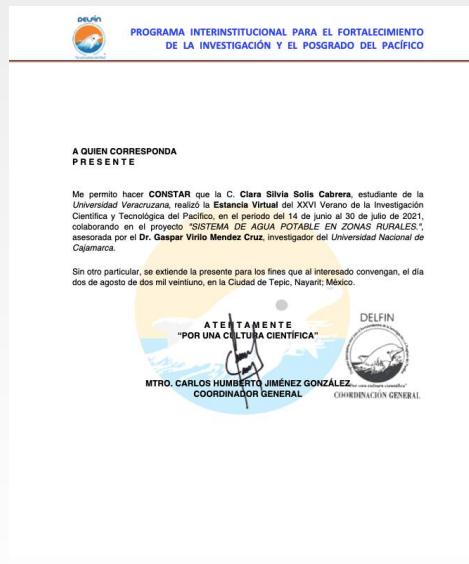 DELFÍN
PROGRAMA INTERINSTITUCIONAL PARA EL FORTALECIMIENTO
DE LA INVESTIGACIÓN Y EL POSGRADO DEL PACÍFICO
A QUIEN CORRESPONDA
P R E S E N T E
Me permito hacer CONSTAR que la C. Clara Silvia Solis Cabrera, estudiante de la
Universidad Veracruzana, realizó la Estancia Virtual del XXVI Verano de la Investigación
Científica y Tecnológica del Pacífico, en el periodo del 14 de junio al 30 de julio de 2021,
colaborando en el proyecto "SISTEMA DE AGUA POTABLE EN ZONAS RURALES.",
asesorada por el Dr. Gaspar Virilo Mendez Cruz, investigador del Universidad Nacional de
Cajamarca.
Sin otro particular, se extiende la presente para los fines que al interesado convengan, el día
dos de agosto de dos mil veintiuno, en la Ciudad de Tepic, Nayarit; México.
A T E N T A M E N T E
"POR UNA CULTURA CIENTÍFICA"
DELFIN
MTRO. CARLOS HUMBERTO JIMÉNEZ GONZÁLEZ
COORDINADOR GENERAL
"Por una cultura científica"
COORDINACIÓN GENERAL